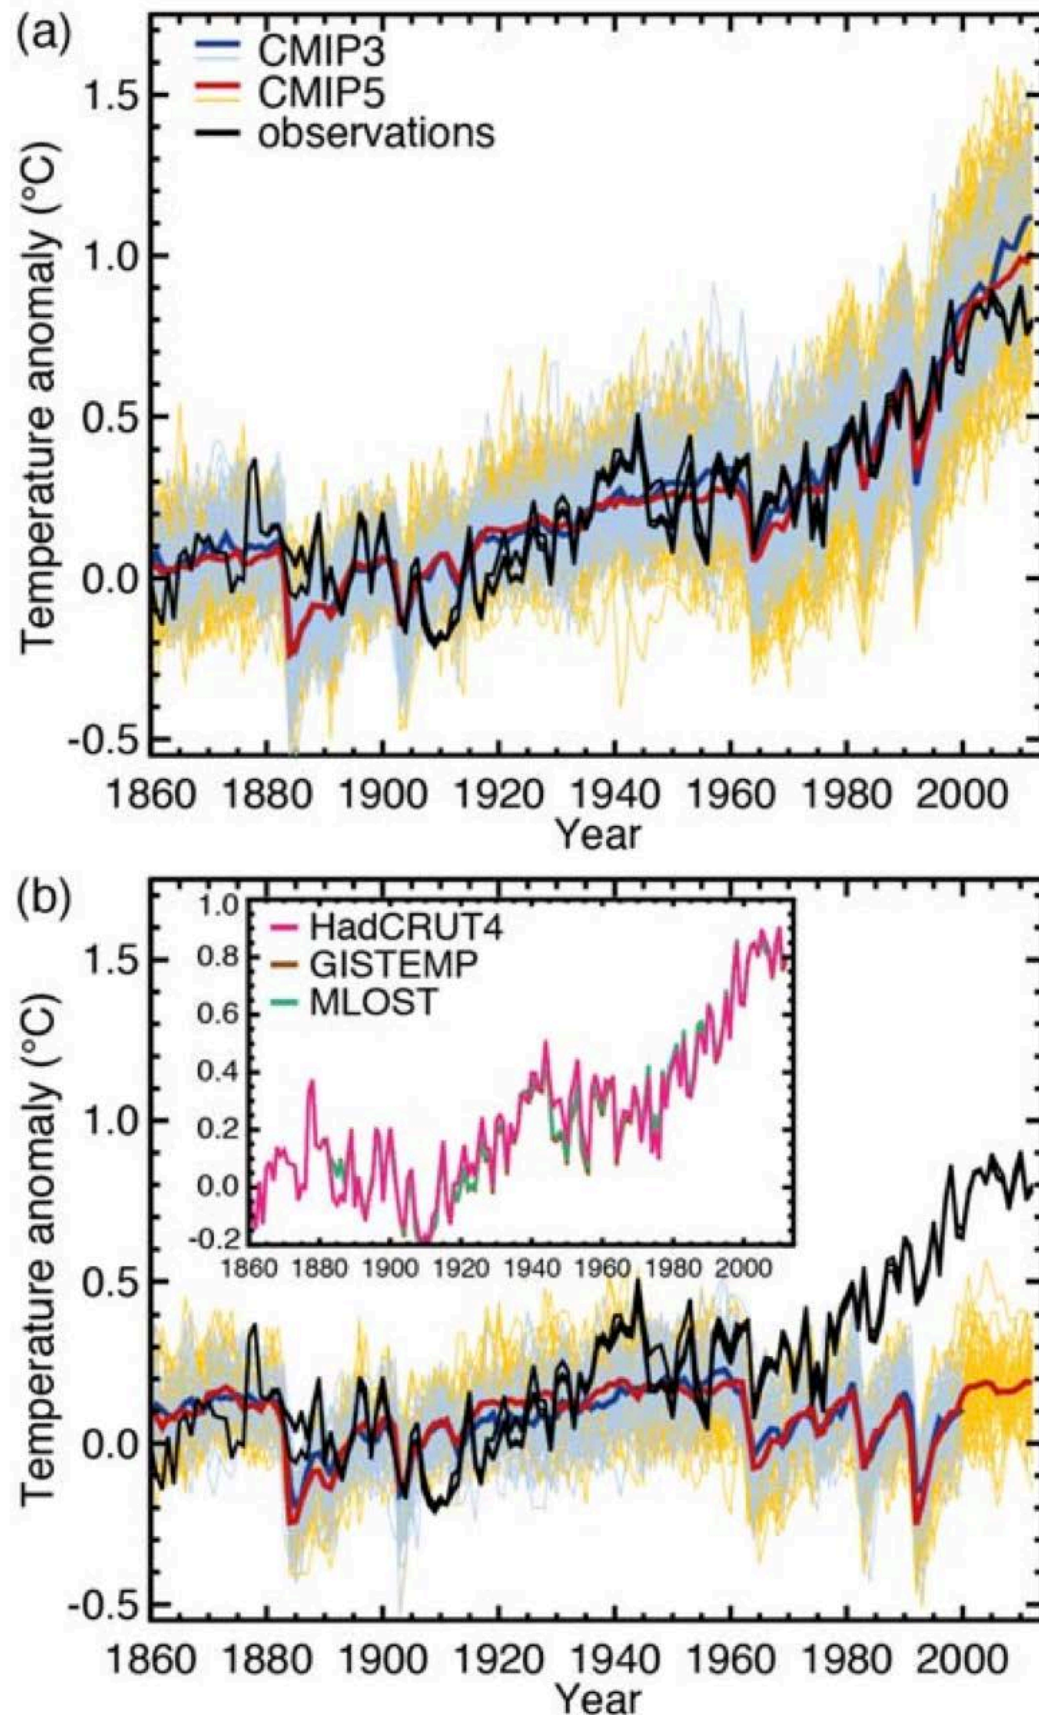 (a)
CMIP3
CMIP5
observations
1.5
1.0
0.5
0.0
-0.5
Temperature anomaly (°C)
1860 1880 1900 1920 1940 1960 1980 2000
Year
(b)
HadCRUT4
GISTEMP
MLOST
1.0
0.8
0.6
0.4
0.2
0.0
-0.2
1860 1880 1900 1920 1940 1960 1980 2000
1.5
1.0
0.5
0.0
-0.5
Temperature anomaly (°C)
1860 1880 1900 1920 1940 1960 1980 2000
Year